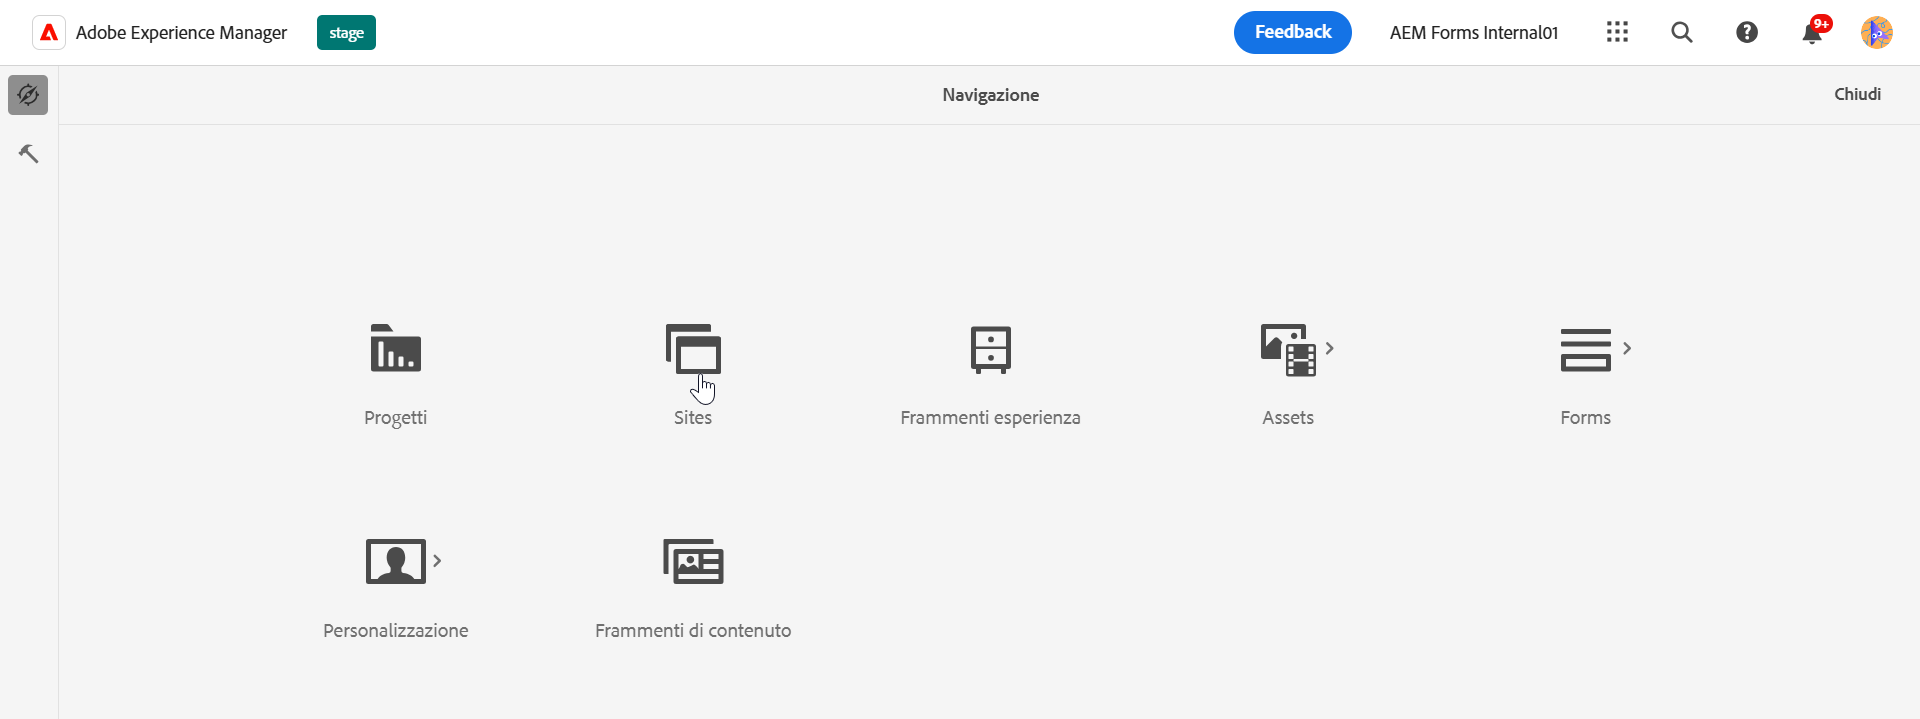 Adobe Experience Manager
stage
Feedback
AEM Forms Internal01
9+
Navigazione
Chiudi
Progetti
Sites
Frammenti esperienza
Assets
Forms
Personalizzazione
Frammenti di contenuto